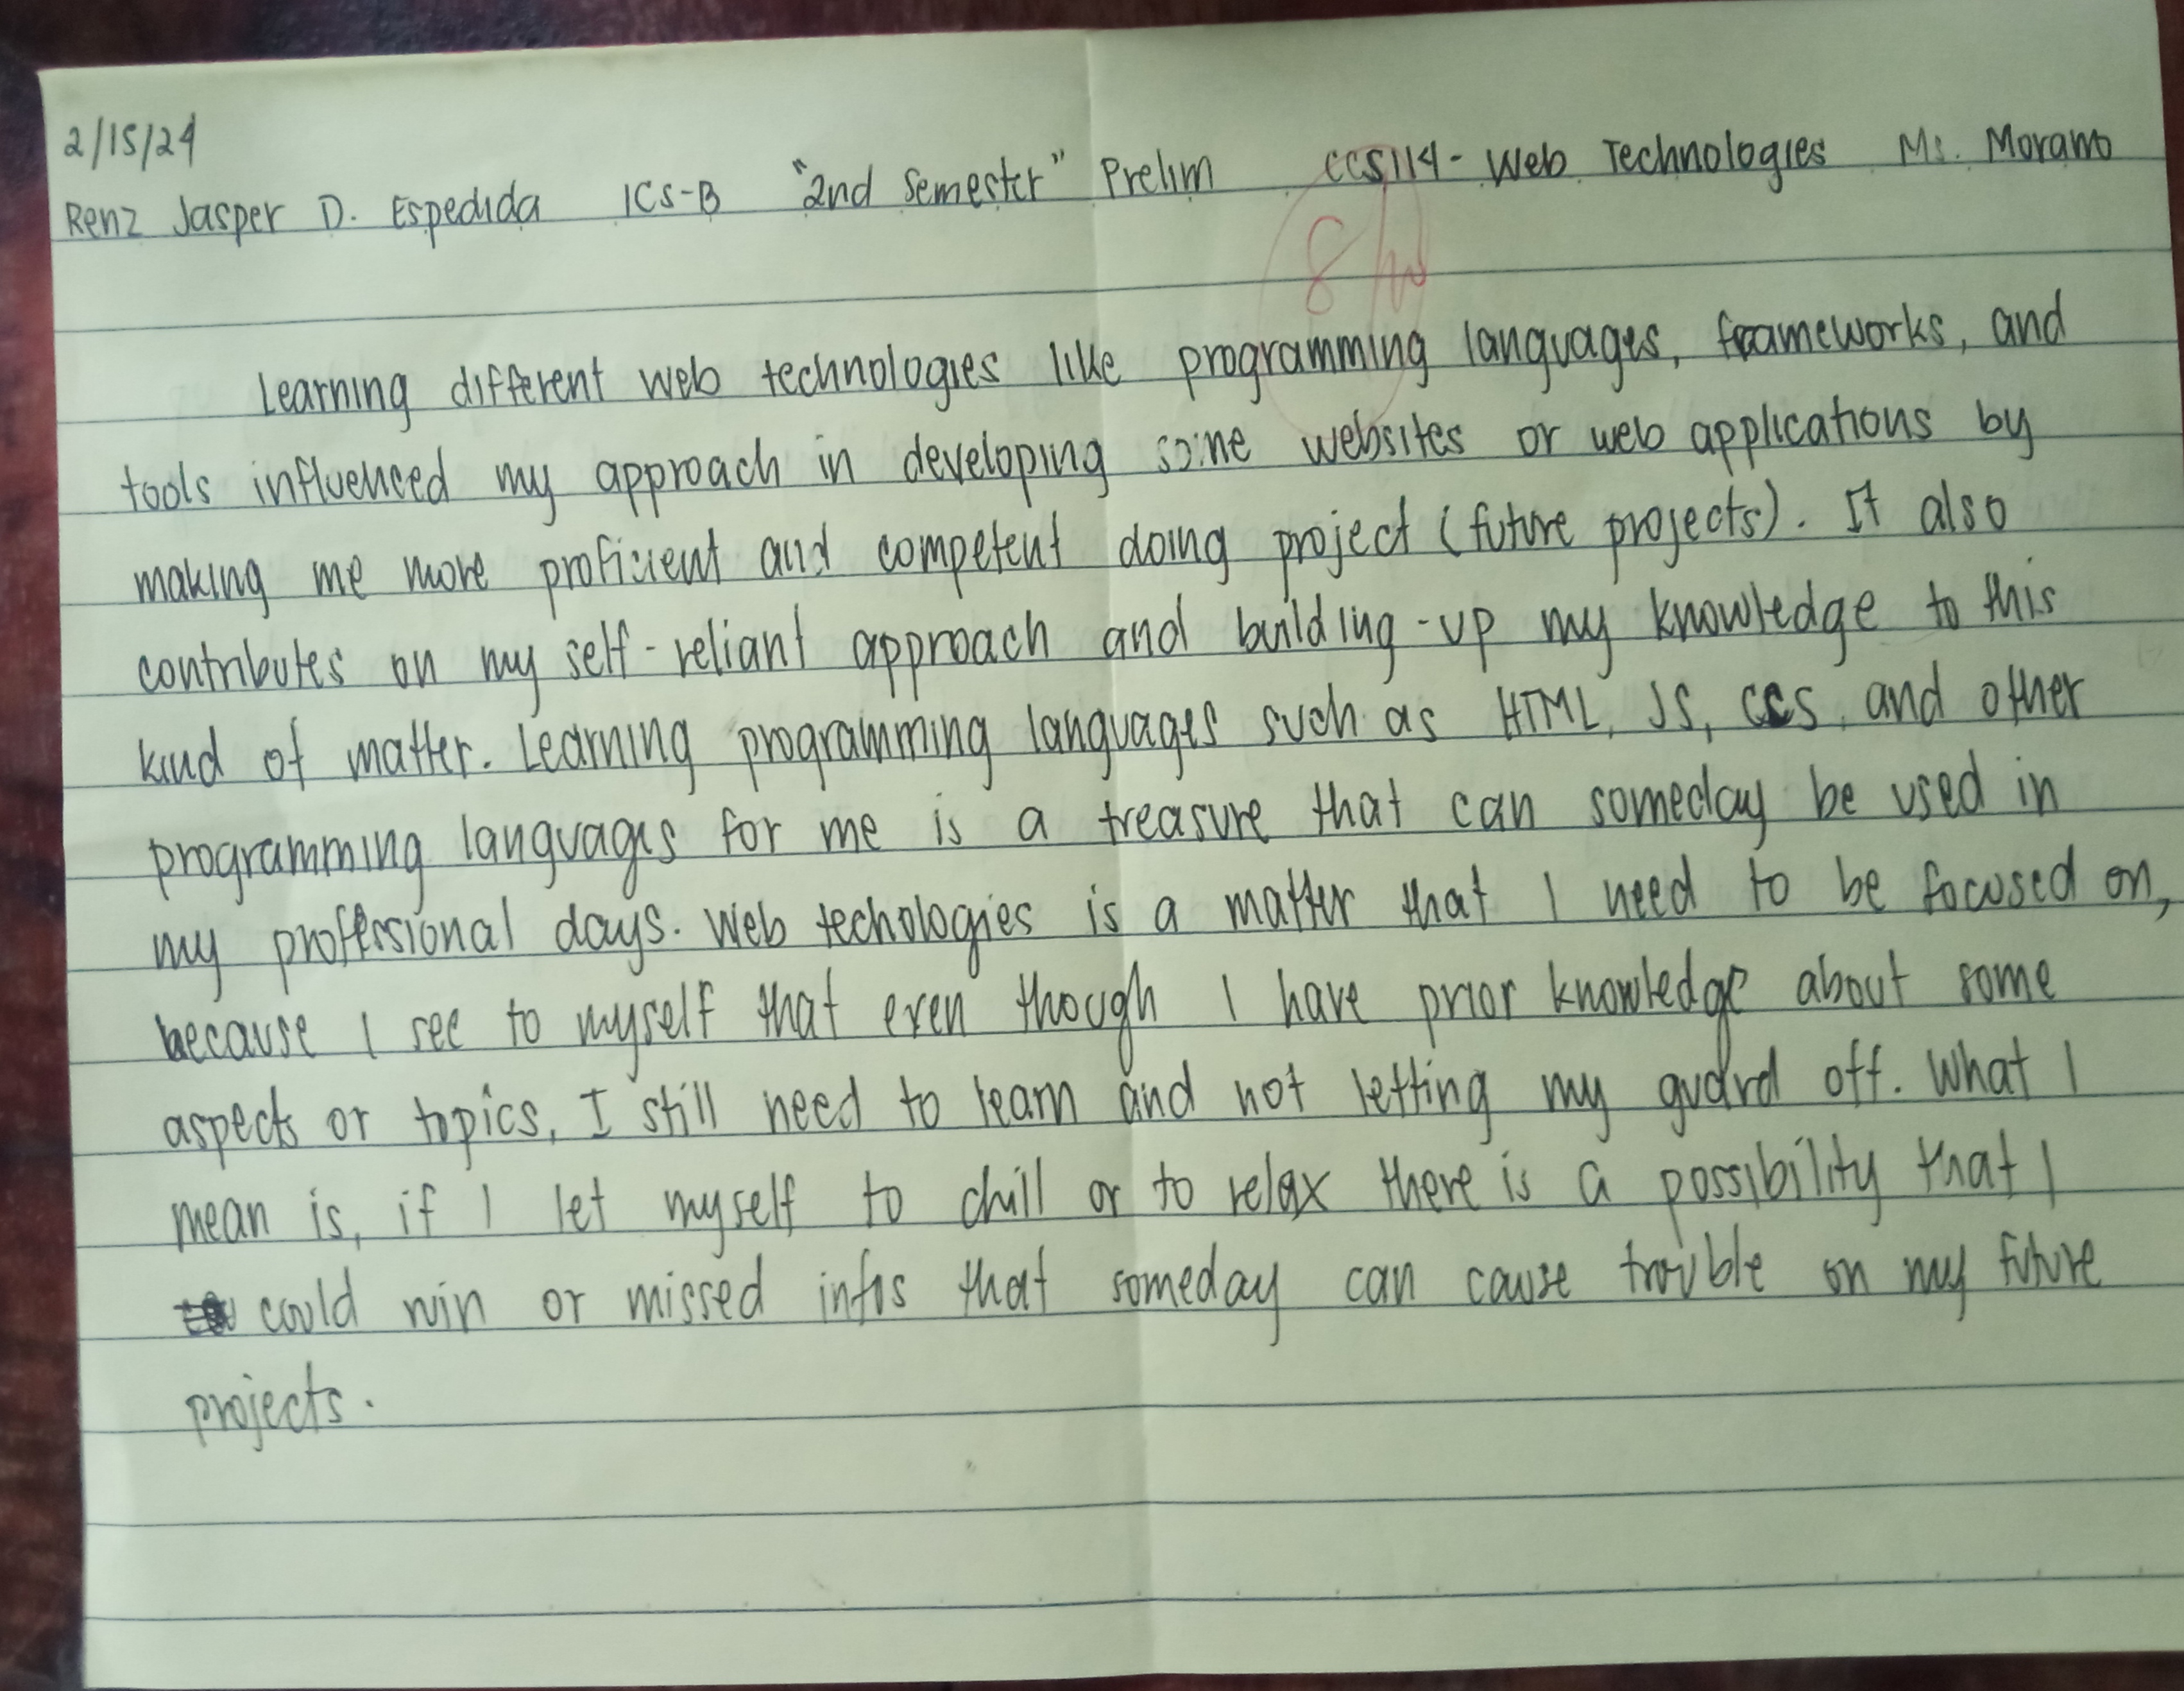 2/15/24
Renz Jasper D. Espedida 1CS-B "2nd Semester" Prelim CCS114 - Web Technologies Ms. Morano
8/10
Learning different web technologies like programming languages, frameworks, and
tools influenced my approach in developing some websites or web applications by
making me more proficient and competent doing project (future projects). It also
contributes on my self-reliant approach and building-up my knowledge to this
kind of matter. Learning programming languages such as HTML, JS, CCS, and other
programming languages for me is a treasure that can someday be used in
my professional days. Web techologies is a matter that I need to be focused on,
because I see to myself that even though I have prior knowledge about some
aspects or topics, I still need to learn and not letting my guard off. What I
mean is, if I let myself to chill or to relax there is a possibility that I
could ruin or missed infos that someday can cause trouble on my future
projects.